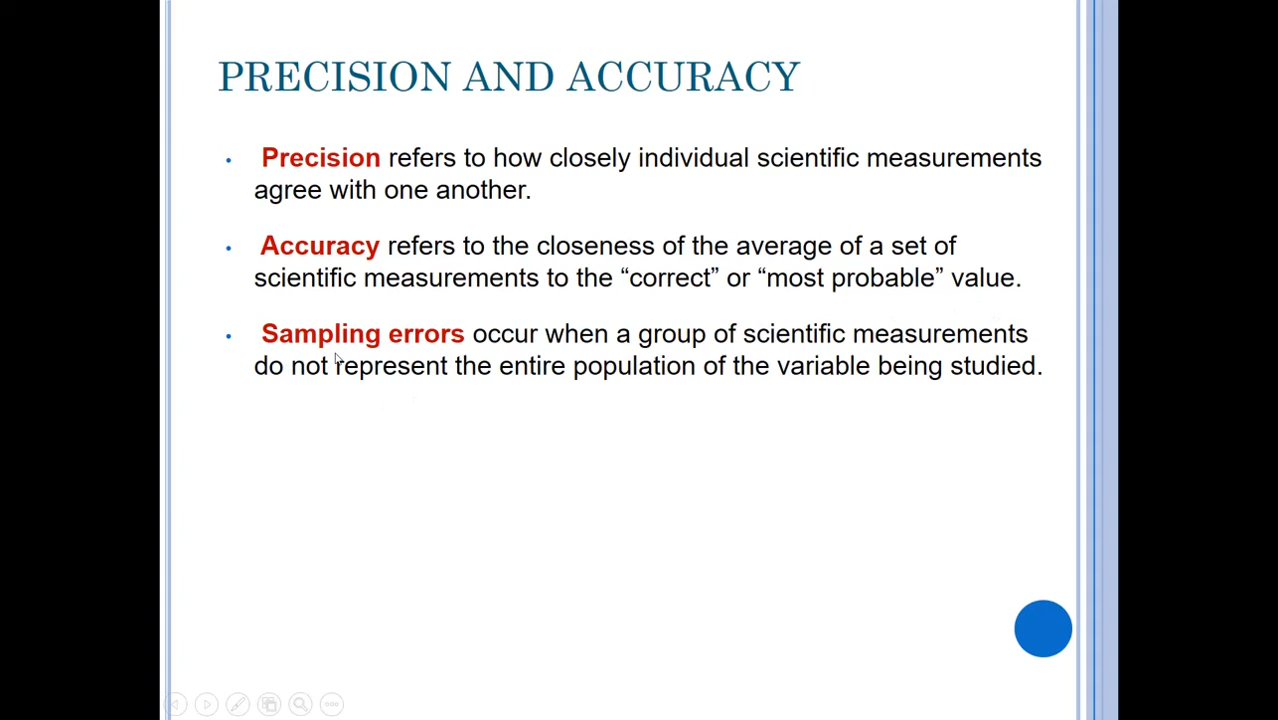 PRECISION AND ACCURACY
• Precision refers to how closely individual scientific measurements
agree with one another.
• Accuracy refers to the closeness of the average of a set of
scientific measurements to the “correct” or “most probable” value.
• Sampling errors occur when a group of scientific measurements
do not represent the entire population of the variable being studied.